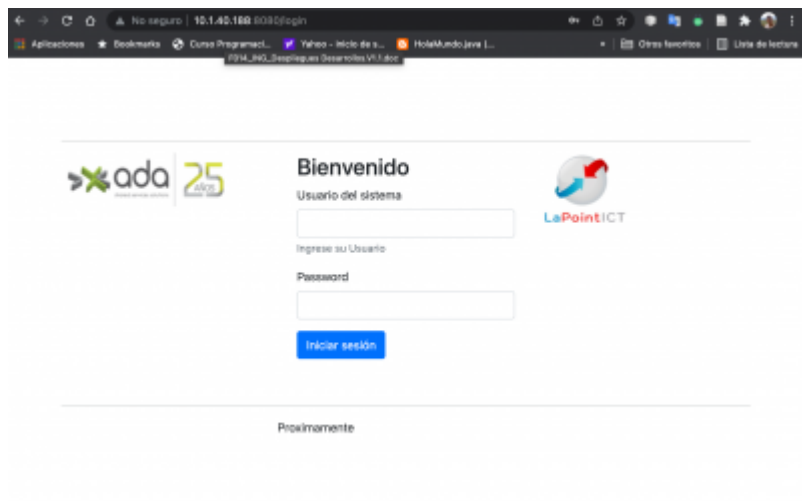 No seguro | 10.1.40.188:8080/login
Aplicaciones Bookmarks Curso Programaci... Yahoo - Inicio de s... HolaMundo.java |... » Otros favoritos Lista de lectura
F014_ING_Despliegues Desarrollos.V1.1.doc
ada 25 años
Bienvenido
Usuario del sistema
LaPointICT
Ingrese su Usuario
Password
Iniciar sesión
Proximamente